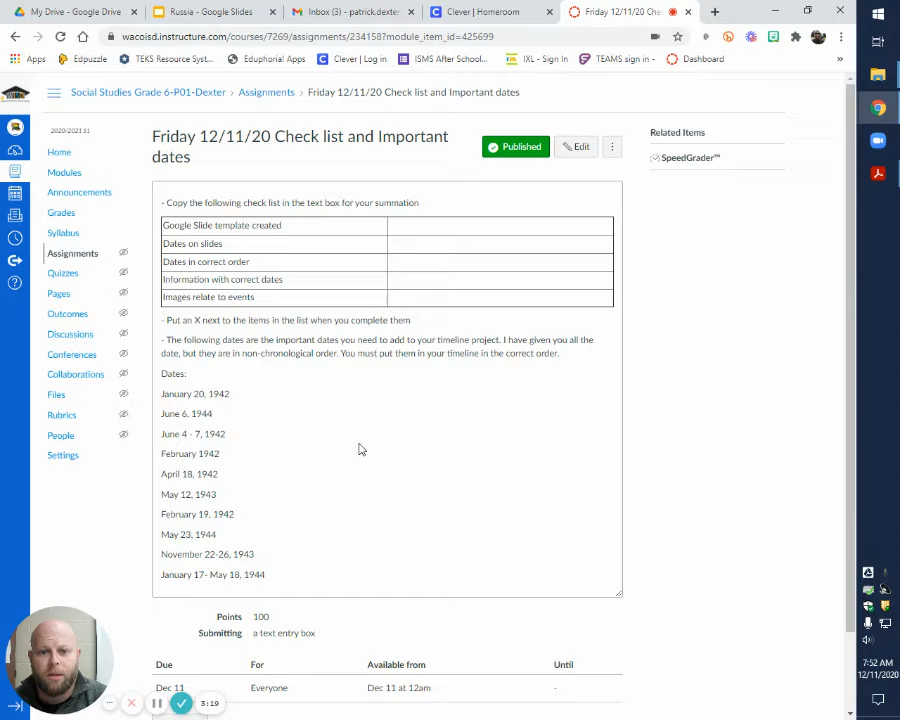 My Drive - Google Drive
Russia - Google Slides
Inbox (3) - patrick.dexter
Clever | Homeroom
Friday 12/11/20 Che
wacoisd.instructure.com/courses/7269/assignments/234158?module_item_id=425699
Apps
Edpuzzle
TEKS Resource Syst...
Eduphorial Apps
Clever | Log in
ISMS After School...
IXL - Sign In
TEAMS sign in -
Dashboard
»
Social Studies Grade 6-P01-Dexter > Assignments > Friday 12/11/20 Check list and Important dates
2020/2021 S1
Home
Modules
Announcements
Grades
Syllabus
Assignments
Quizzes
Pages
Outcomes
Discussions
Conferences
Collaborations
Files
Rubrics
People
Settings
Friday 12/11/20 Check list and Important
dates
Published
Edit
Related Items
SpeedGrader™
- Copy the following check list in the text box for your summation
Google Slide template created
Dates on slides
Dates in correct order
Information with correct dates
Images relate to events
- Put an X next to the items in the list when you complete them
- The following dates are the important dates you need to add to your timeline project. I have given you all the
date, but they are in non-chronological order. You must put them in your timeline in the correct order.
Dates:
January 20, 1942
June 6, 1944
June 4 - 7, 1942
February 1942
April 18, 1942
May 12, 1943
February 19, 1942
May 23, 1944
November 22-26, 1943
January 17- May 18, 1944
Points 100
Submitting a text entry box
Due For Available from Until
Dec 11 Everyone Dec 11 at 12am -
3:19
7:52 AM
12/11/2020